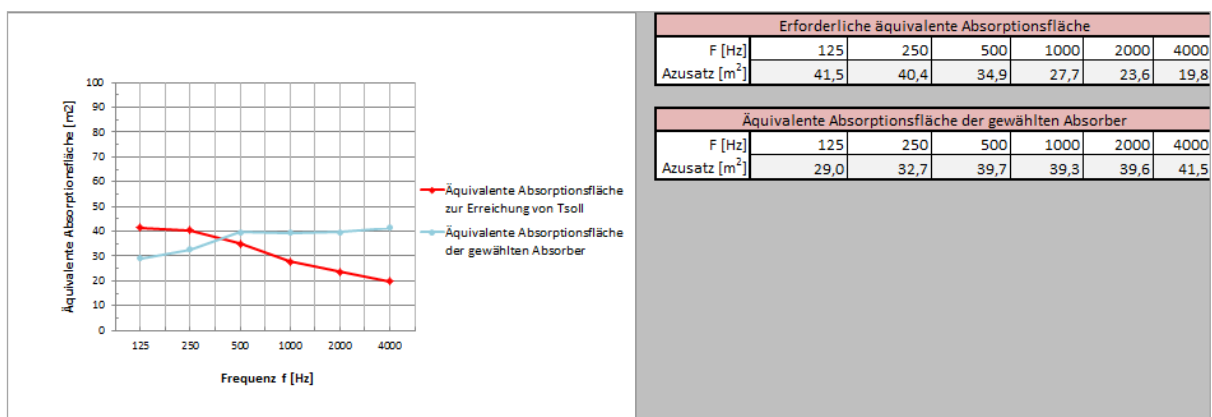 100
90
80
70
60
50
40
30
20
10
0
Äquivalente Absorptionsfläche [m2]
125 250 500 1000 2000 4000
Frequenz f [Hz]
Äquivalente Absorptionsfläche
zur Erreichung von Tsoll
Äquivalente Absorptionsfläche
der gewählten Absorber
Erforderliche äquivalente Absorptionsfläche
F [Hz] 125 250 500 1000 2000 4000
Azusatz [m²] 41,5 40,4 34,9 27,7 23,6 19,8
Äquivalente Absorptionsfläche der gewählten Absorber
F [Hz] 125 250 500 1000 2000 4000
Azusatz [m²] 29,0 32,7 39,7 39,3 39,6 41,5